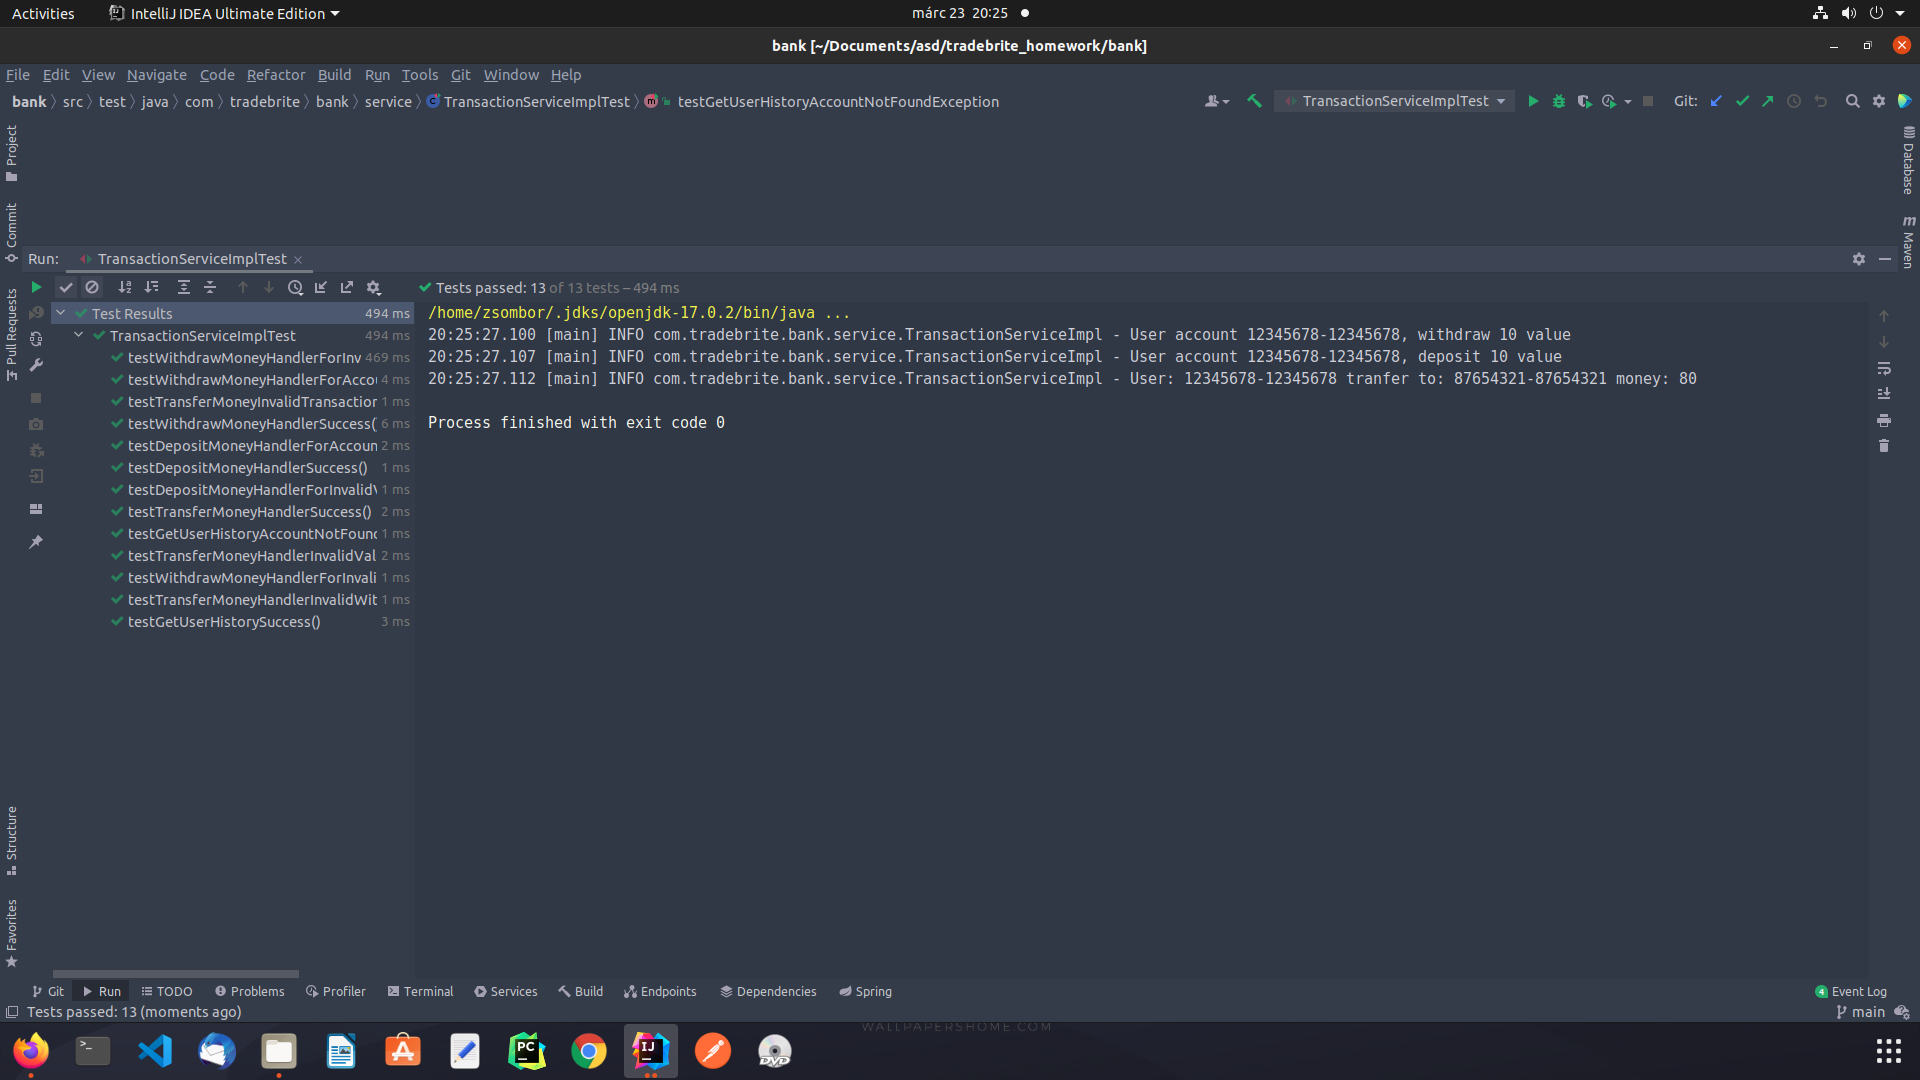 Activities IntelliJ IDEA Ultimate Edition márc 23 20:25
bank [~/Documents/asd/tradebrite_homework/bank]
File Edit View Navigate Code Refactor Build Run Tools Git Window Help
bank src test java com tradebrite bank service TransactionServiceImplTest testGetUserHistoryAccountNotFoundException TransactionServiceImplTest Git:
Project
Commit
Pull Requests
Structure
Favorites
Database
Maven
Run: TransactionServiceImplTest
Tests passed: 13 of 13 tests – 494 ms
Test Results 494 ms
TransactionServiceImplTest 494 ms
testWithdrawMoneyHandlerForInv 469 ms
testWithdrawMoneyHandlerForAccou 4 ms
testTransferMoneyInvalidTransaction 1 ms
testWithdrawMoneyHandlerSuccess( 6 ms
testDepositMoneyHandlerForAccoun 2 ms
testDepositMoneyHandlerSuccess() 1 ms
testDepositMoneyHandlerForInvalidV 1 ms
testTransferMoneyHandlerSuccess() 2 ms
testGetUserHistoryAccountNotFound 1 ms
testTransferMoneyHandlerInvalidVal 2 ms
testWithdrawMoneyHandlerForInvali 1 ms
testTransferMoneyHandlerInvalidWit 1 ms
testGetUserHistorySuccess() 3 ms
/home/zsombor/.jdks/openjdk-17.0.2/bin/java ...
20:25:27.100 [main] INFO com.tradebrite.bank.service.TransactionServiceImpl - User account 12345678-12345678, withdraw 10 value
20:25:27.107 [main] INFO com.tradebrite.bank.service.TransactionServiceImpl - User account 12345678-12345678, deposit 10 value
20:25:27.112 [main] INFO com.tradebrite.bank.service.TransactionServiceImpl - User: 12345678-12345678 tranfer to: 87654321-87654321 money: 80
Process finished with exit code 0
Git Run TODO Problems Profiler Terminal Services Build Endpoints Dependencies Spring 4 Event Log
Tests passed: 13 (moments ago) main
WALLPAPERSHOME.COM
PC IJ DVD